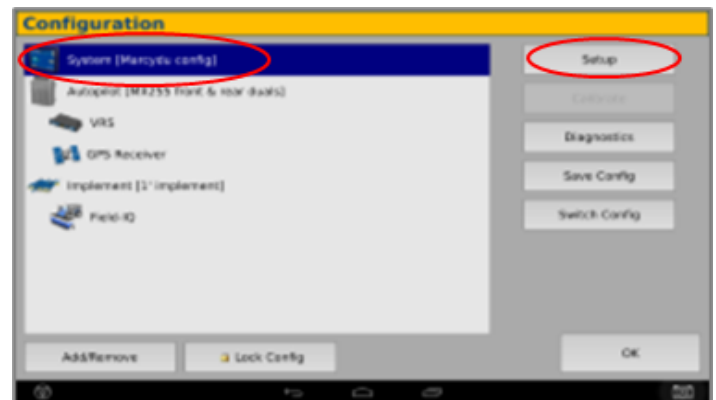 Configuration
System [Marcydu config]
Setup
Autopilot [MX255 front & rear duals]
Calibrate
VRS
Diagnostics
GPS Receiver
Save Config
Implement [1' implement]
Field-IQ
Switch Config
Add/Remove
Lock Config
OK